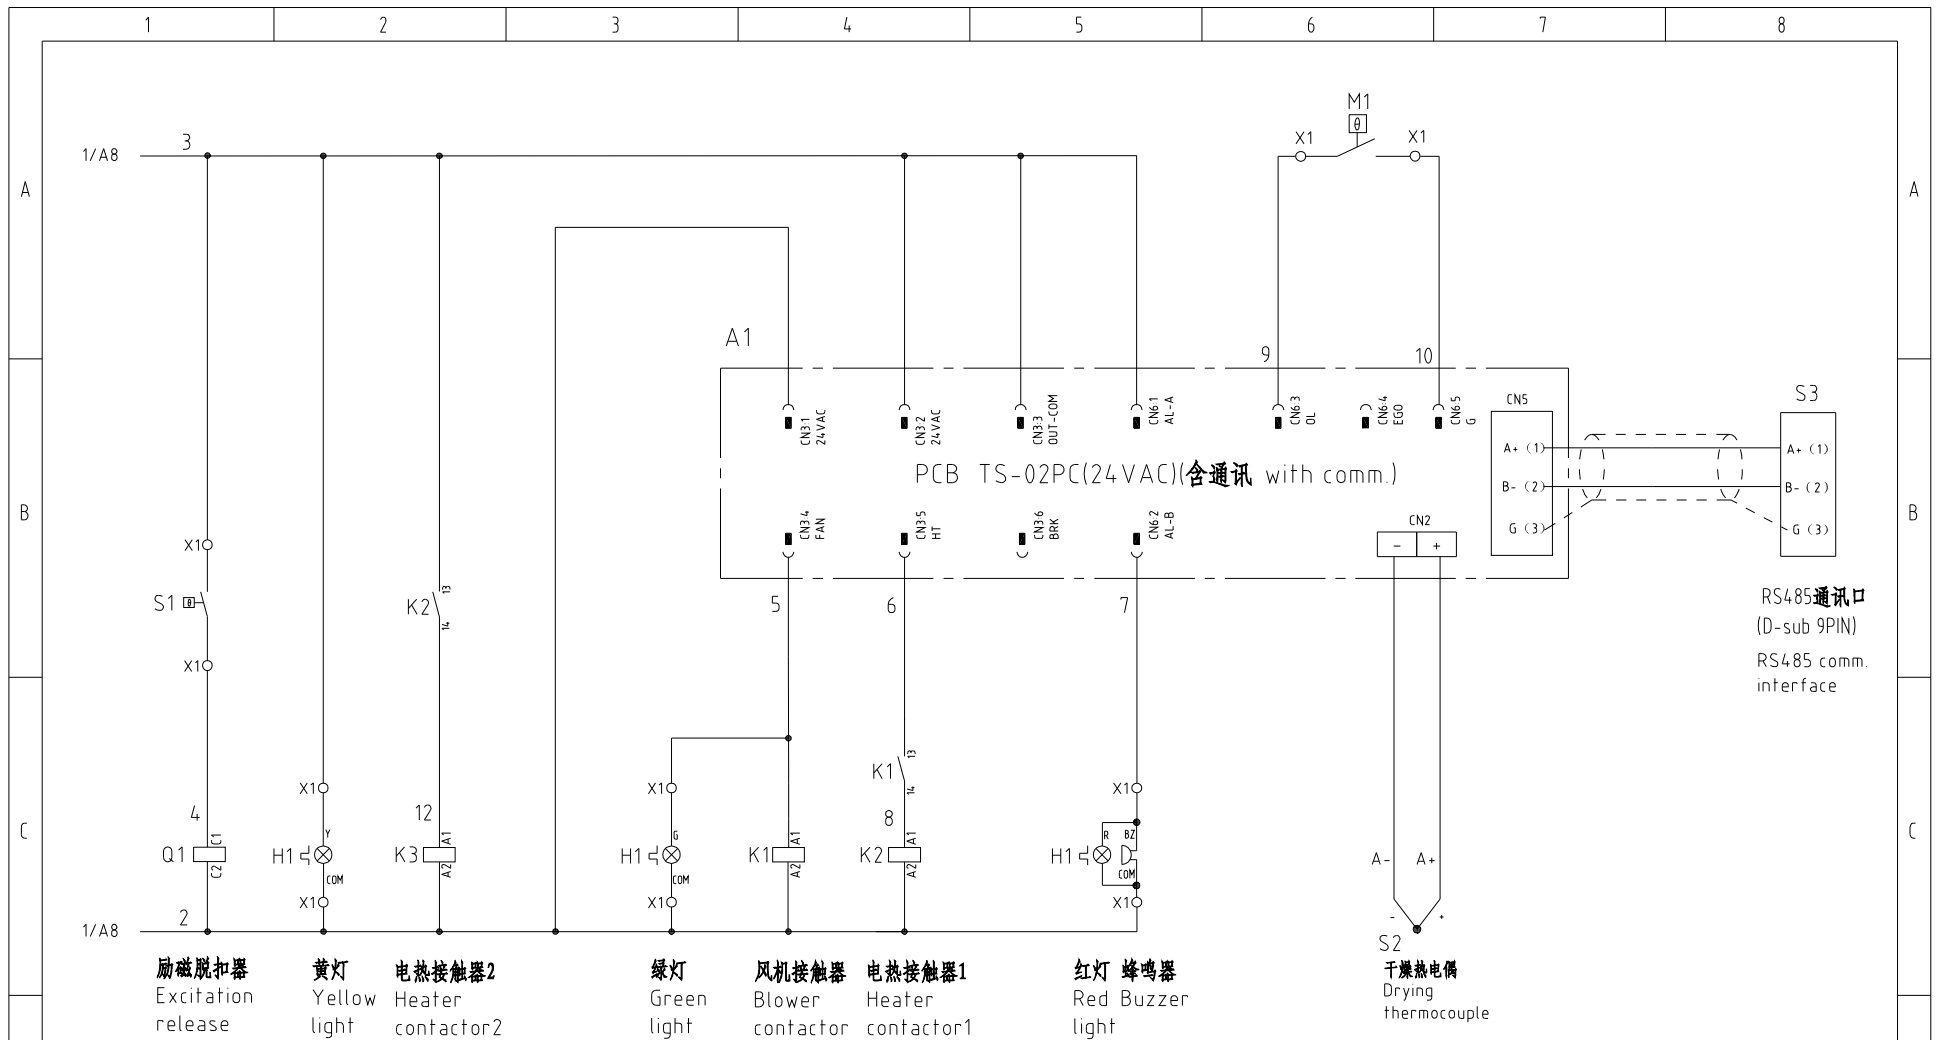 1 2 3 4 5 6 7 8
M1
θ
X1 X1
1/A8 3
A A
A1
9 10
CN3:1
24VAC
CN3:2
24VAC
CN3:3
OUT-COM
CN6:1
AL-A
CN6:3
OL
CN6:4
EGO
CN6:5
G
CN5
S3
A+ (1) A+ (1)
PCB TS-02PC(24VAC)(含通讯 with comm.)
B- (2) B- (2)
G (3) G (3)
B B
CN3:4
FAN
CN3:5
HT
CN3:6
BRK
CN6:2
AL-B
CN2
- +
X1
S1 θ
X1
K2 13
14
5 6 7
RS485通讯口
(D-sub 9PIN)
RS485 comm.
interface
K1 13
14
X1 X1 X1
4 12 8
C C
Q1 C1
C2
H1 Y
COM
K3 A1
A2
H1 G
COM
K1 A1
A2
K2 A1
A2
H1 R BZ
COM
A- A+
X1 X1 X1
- +
1/A8 2
S2
励磁脱扣器
Excitation
release
黄灯
Yellow
light
电热接触器2
Heater
contactor2
绿灯
Green
light
风机接触器
Blower
contactor
电热接触器1
Heater
contactor1
红灯 蜂鸣器
Red Buzzer
light
干燥热电偶
Drying
thermocouple